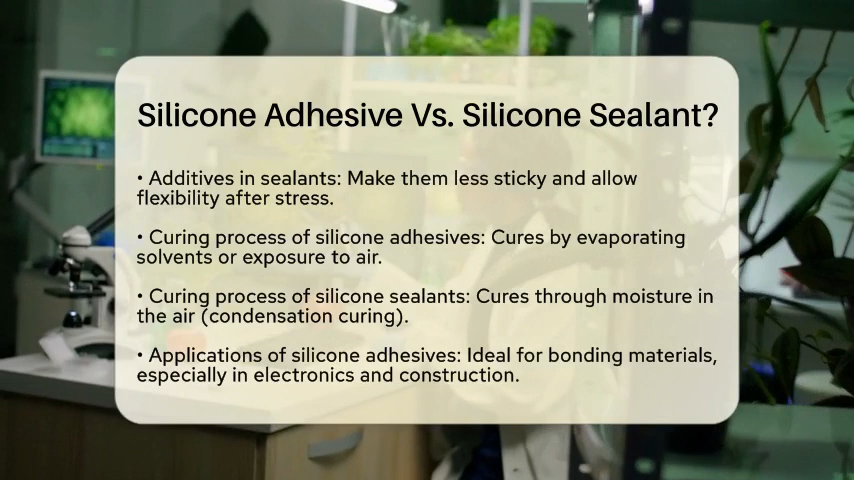 Silicone Adhesive Vs. Silicone Sealant?
• Additives in sealants: Make them less sticky and allow
flexibility after stress.
• Curing process of silicone adhesives: Cures by evaporating
solvents or exposure to air.
• Curing process of silicone sealants: Cures through moisture in
the air (condensation curing).
• Applications of silicone adhesives: Ideal for bonding materials,
especially in electronics and construction.